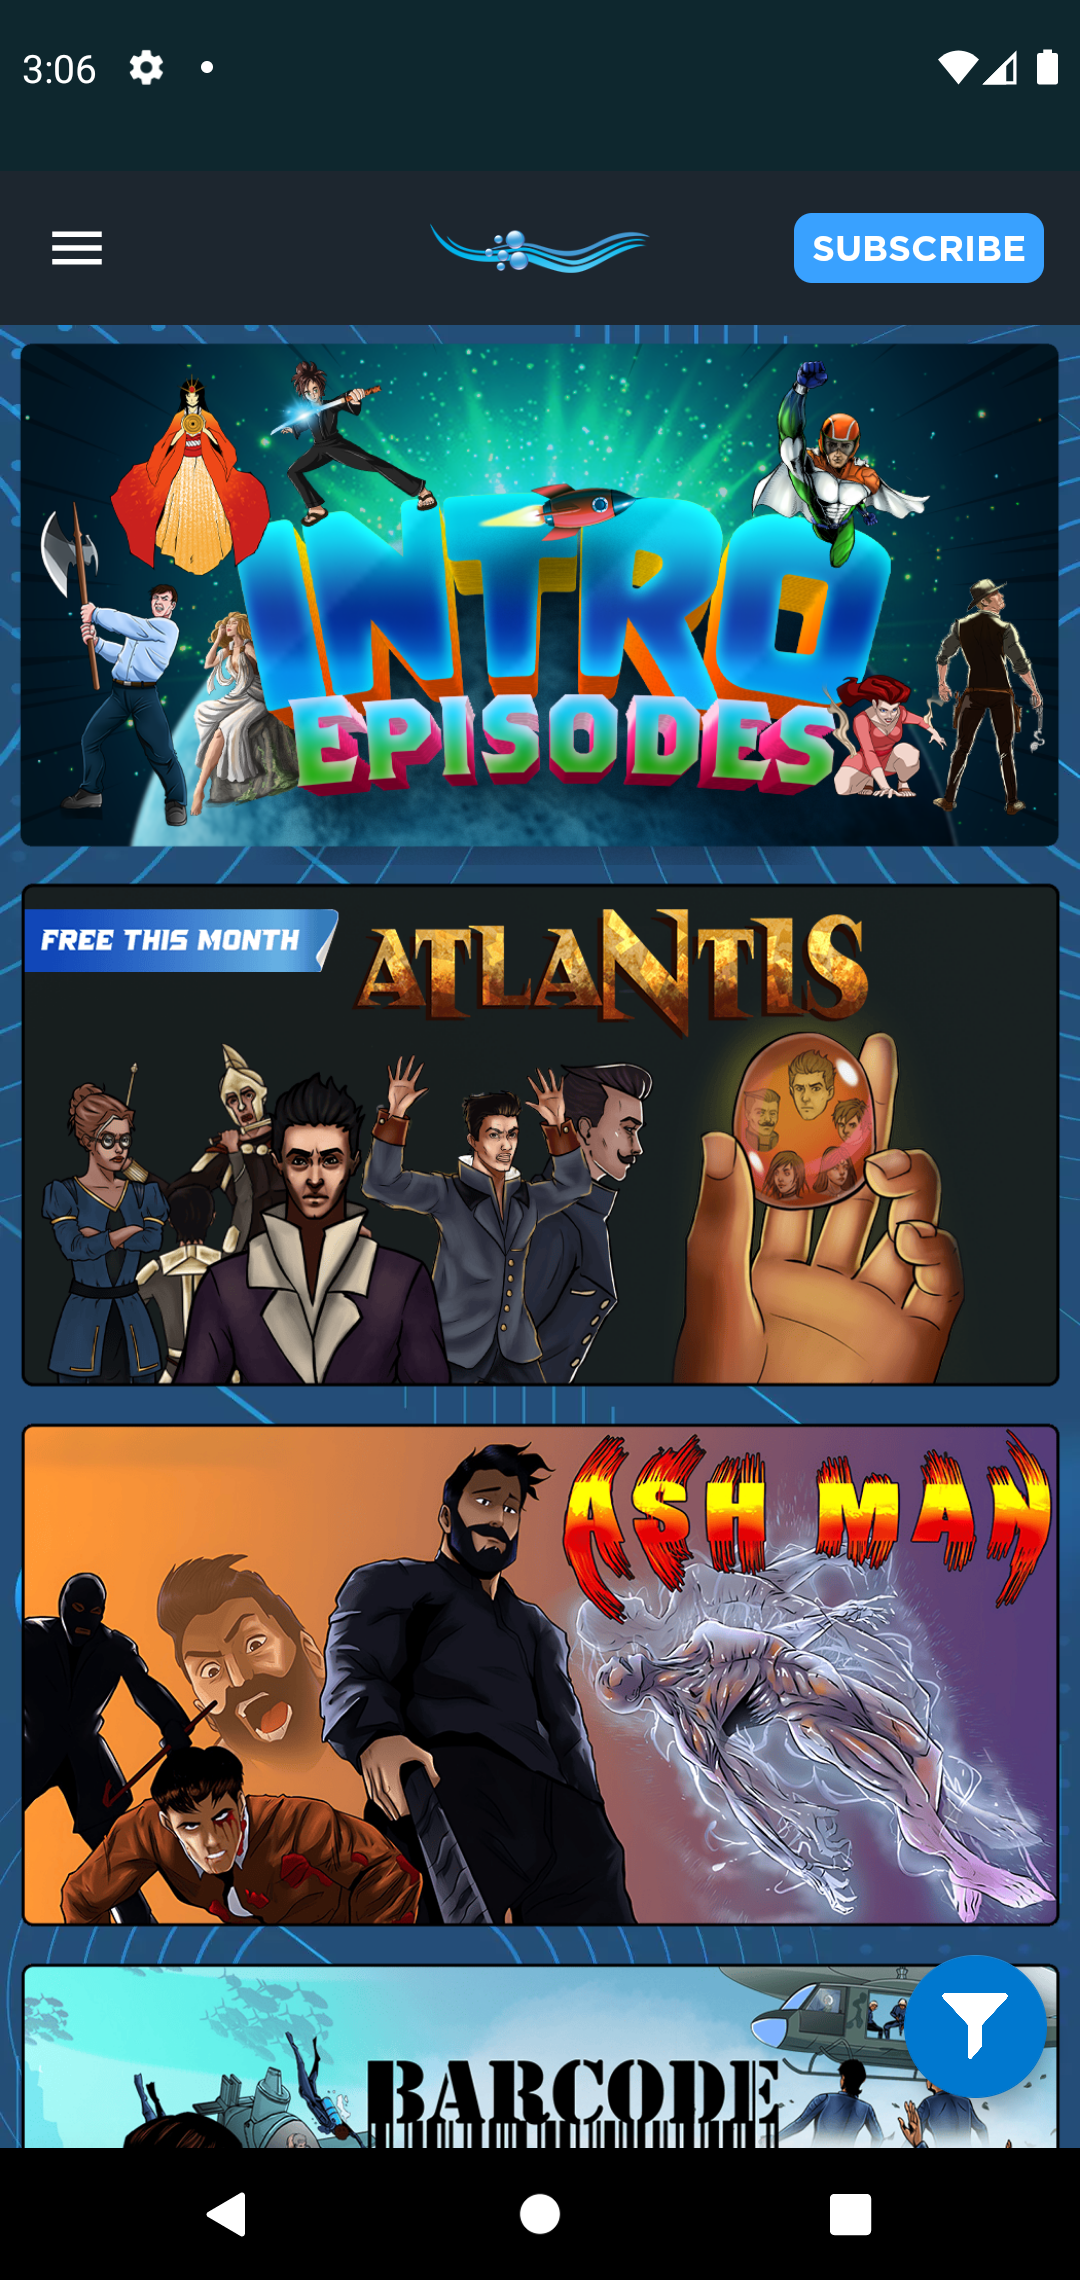 3:06
SUBSCRIBE
INTRO
EPISODES
FREE THIS MONTH
ATLANTIS
ASH MAN
BARCODE